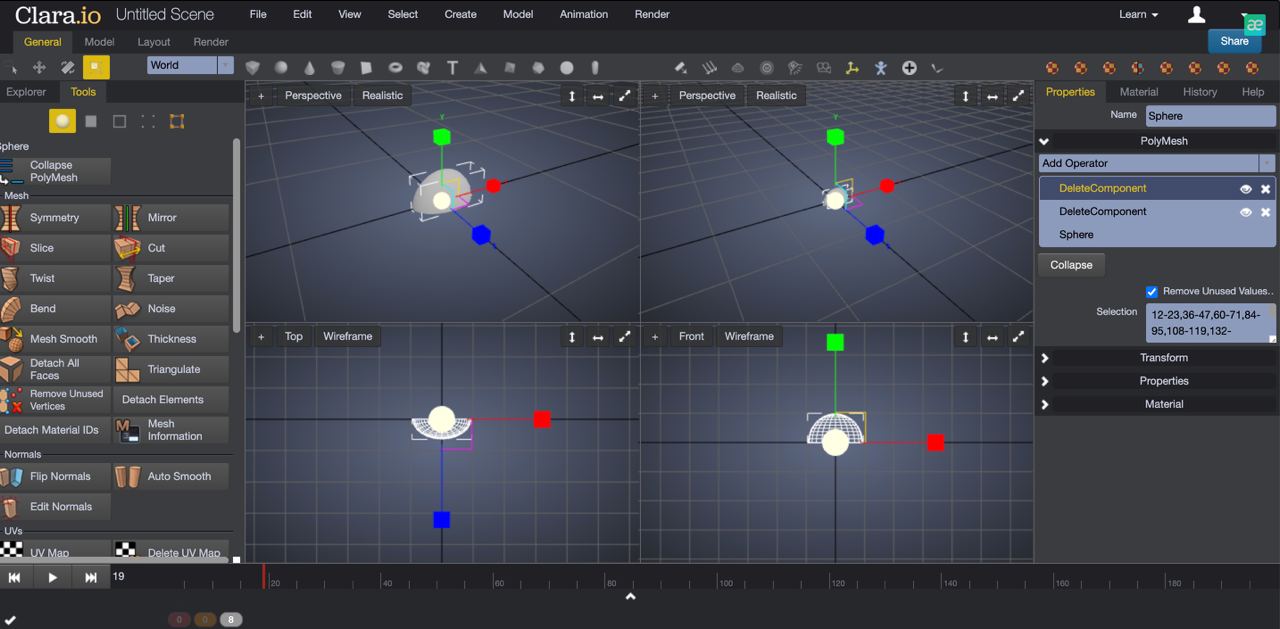 Clara.io Untitled Scene File Edit View Select Create Model Animation Render Learn
æ
Share
General Model Layout Render
World
T
Explorer Tools
Properties Material History Help
Name Sphere
PolyMesh
Add Operator
DeleteComponent
DeleteComponent
Sphere
Collapse
Remove Unused Values..
Selection
12-23,36-47,60-71,84-
95,108-119,132-
Transform
Properties
Material
Sphere
Collapse
PolyMesh
Mesh
Symmetry Mirror
Slice Cut
Twist Taper
Bend Noise
Mesh Smooth Thickness
Detach All
Faces
Triangulate
Remove Unused
Vertices
Detach Elements
Detach Material IDs
Mesh
Information
Normals
Flip Normals Auto Smooth
Edit Normals
UVs
UV Map Delete UV Map
+ Perspective Realistic
Y
+ Perspective Realistic
Y
+ Top Wireframe
+ Front Wireframe
19
20 40 60 80 100 120 140 160 180
0 0 8